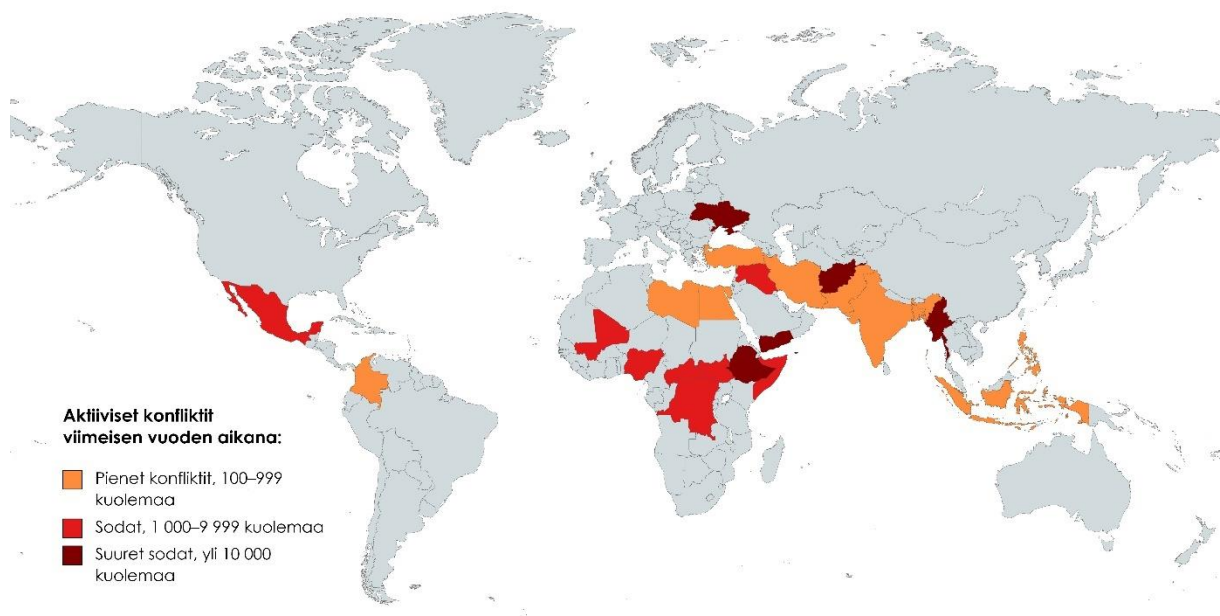 Aktiiviset konfliktit
viimeisen vuoden aikana:
Pienet konfliktit, 100–999
kuolemaa
Sodat, 1 000–9 999 kuolemaa
Suuret sodat, yli 10 000
kuolemaa